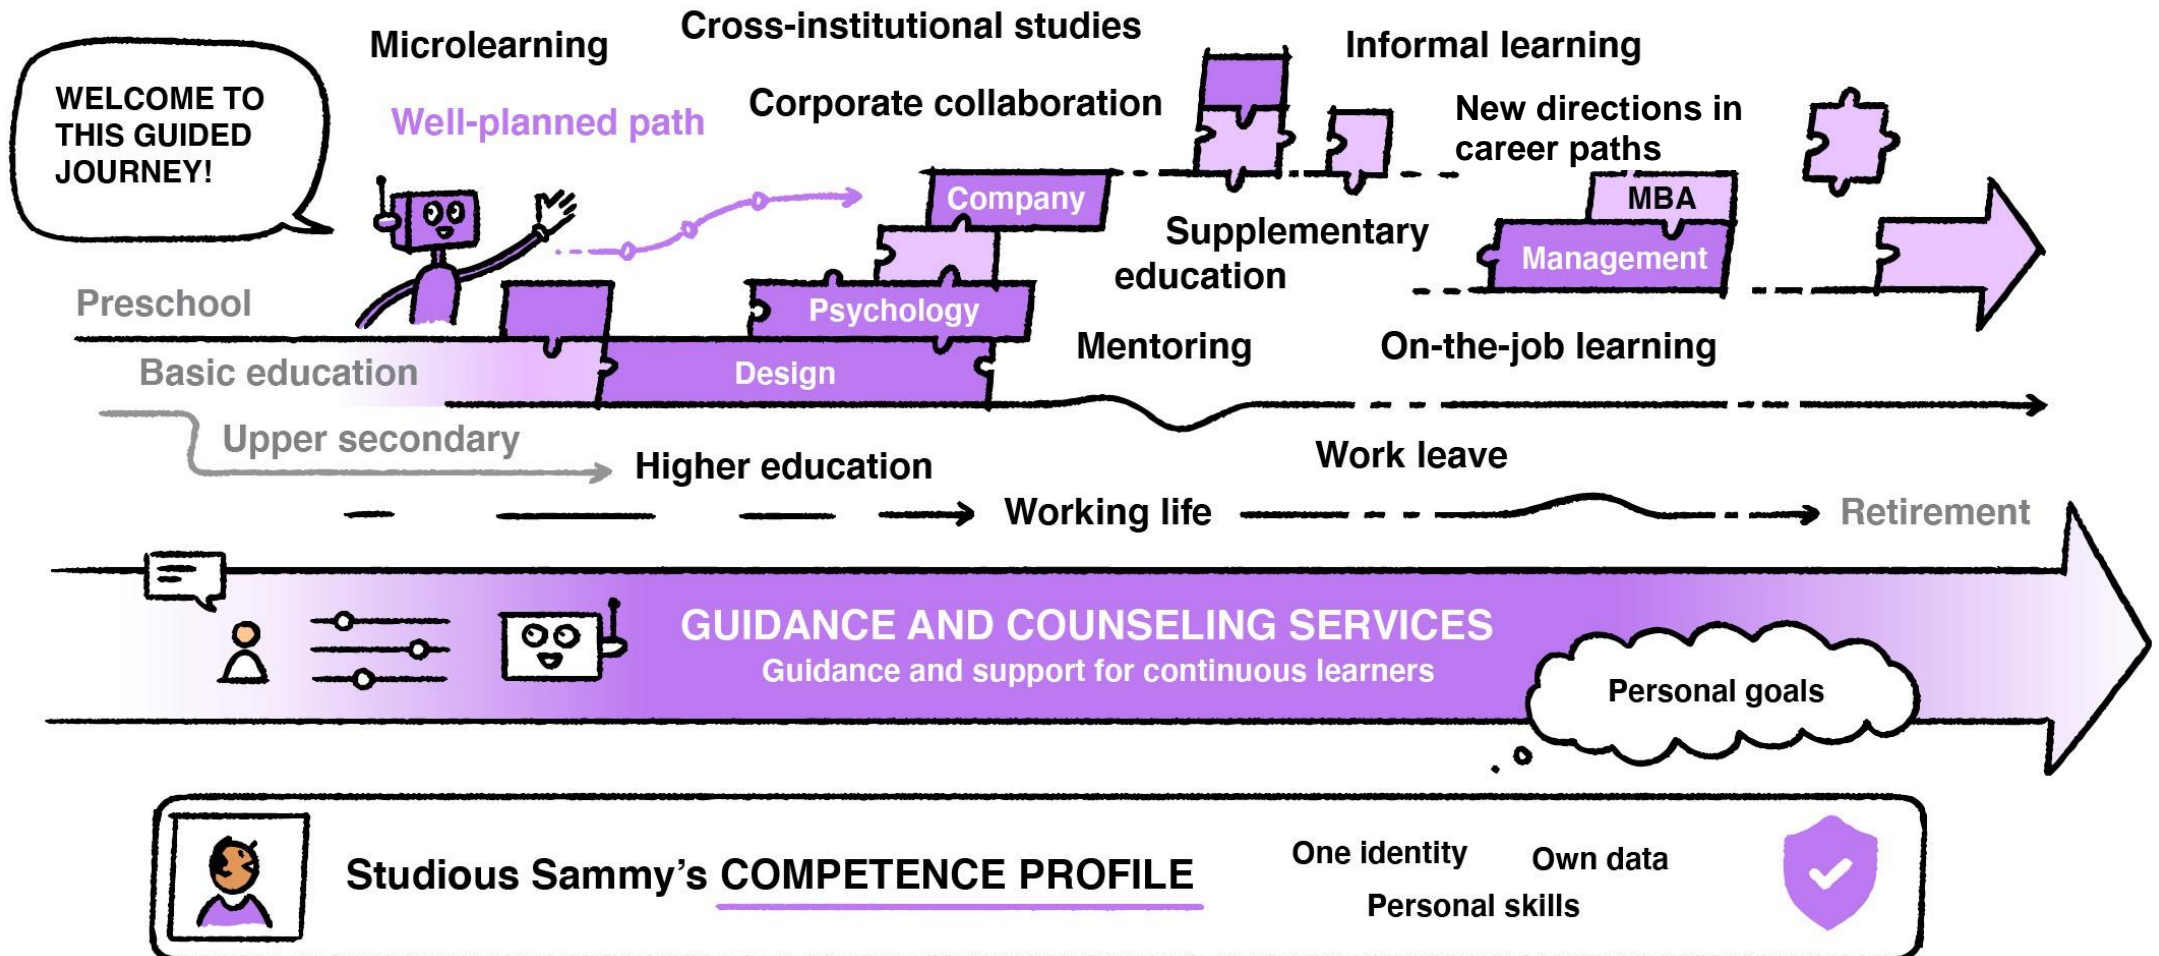 WELCOME TO
THIS GUIDED
JOURNEY!
Microlearning
Cross-institutional studies
Informal learning
Well-planned path
Corporate collaboration
New directions in
career paths
Company
MBA
Supplementary
education
Management
Preschool
Psychology
Mentoring
On-the-job learning
Basic education
Design
Upper secondary
Higher education
Work leave
Working life
Retirement
GUIDANCE AND COUNSELING SERVICES
Guidance and support for continuous learners
Personal goals
Studious Sammy's COMPETENCE PROFILE
One identity
Own data
Personal skills